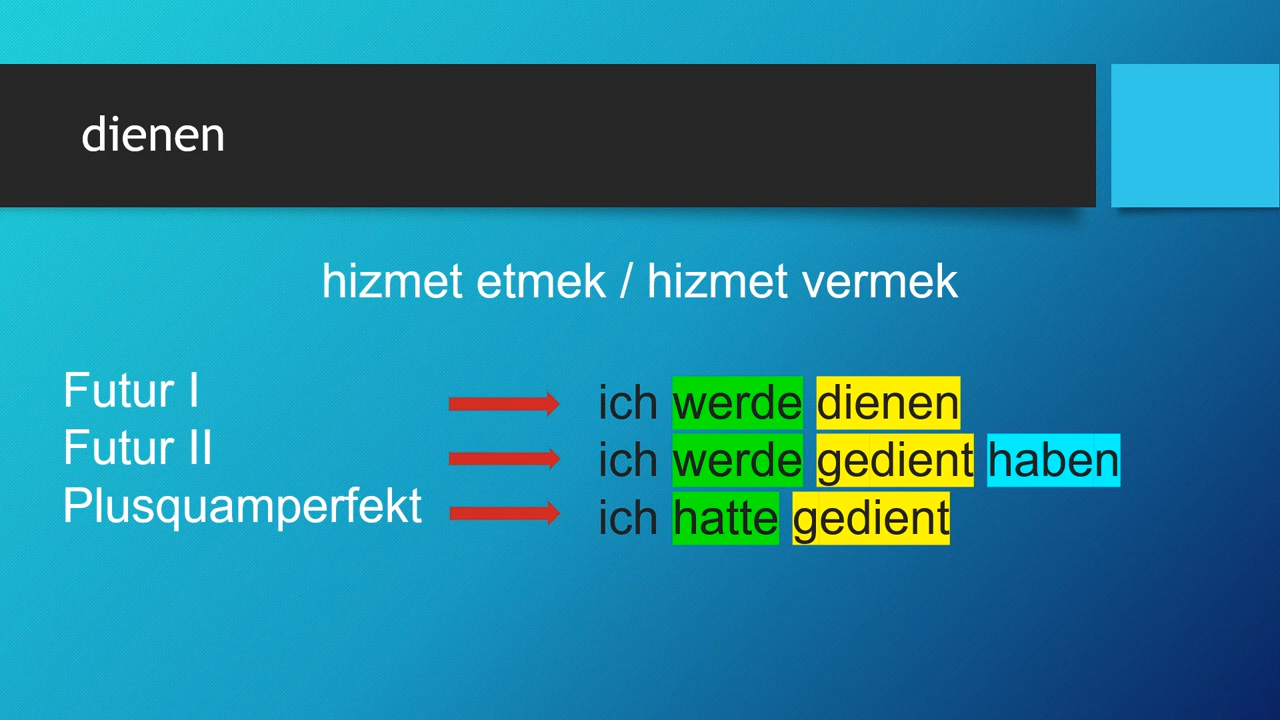 dienen
hizmet etmek / hizmet vermek
Futur I ich werde dienen
Futur II ich werde gedient haben
Plusquamperfekt ich hatte gedient